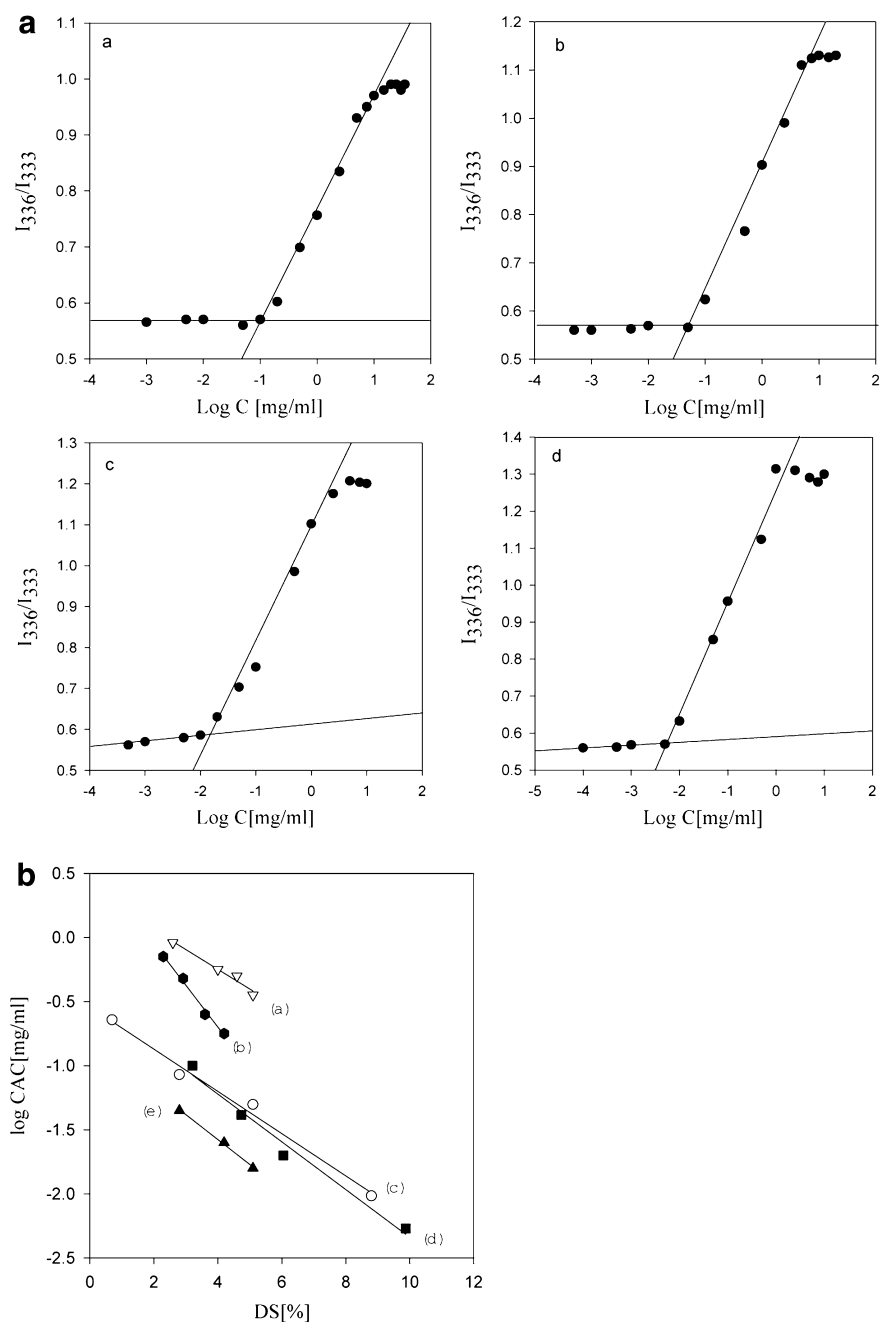 a
a
1.1
1.0
0.9
0.8
0.7
0.6
0.5
I336/I333
-4 -3 -2 -1 0 1 2
Log C [mg/ml]
b
1.2
1.1
1.0
0.9
0.8
0.7
0.6
0.5
I336/I333
-4 -3 -2 -1 0 1 2
Log C[mg/ml]
c
1.3
1.2
1.1
1.0
0.9
0.8
0.7
0.6
0.5
I336/I333
-4 -3 -2 -1 0 1 2
Log C[mg/ml]
d
1.4
1.3
1.2
1.1
1.0
0.9
0.8
0.7
0.6
0.5
I336/I333
-5 -4 -3 -2 -1 0 1 2
Log C[mg/ml]
b
0.5
0.0
-0.5
-1.0
-1.5
-2.0
-2.5
log CAC[mg/ml]
(a)
(b)
(e)
(c)
(d)
0 2 4 6 8 10 12
DS[%]